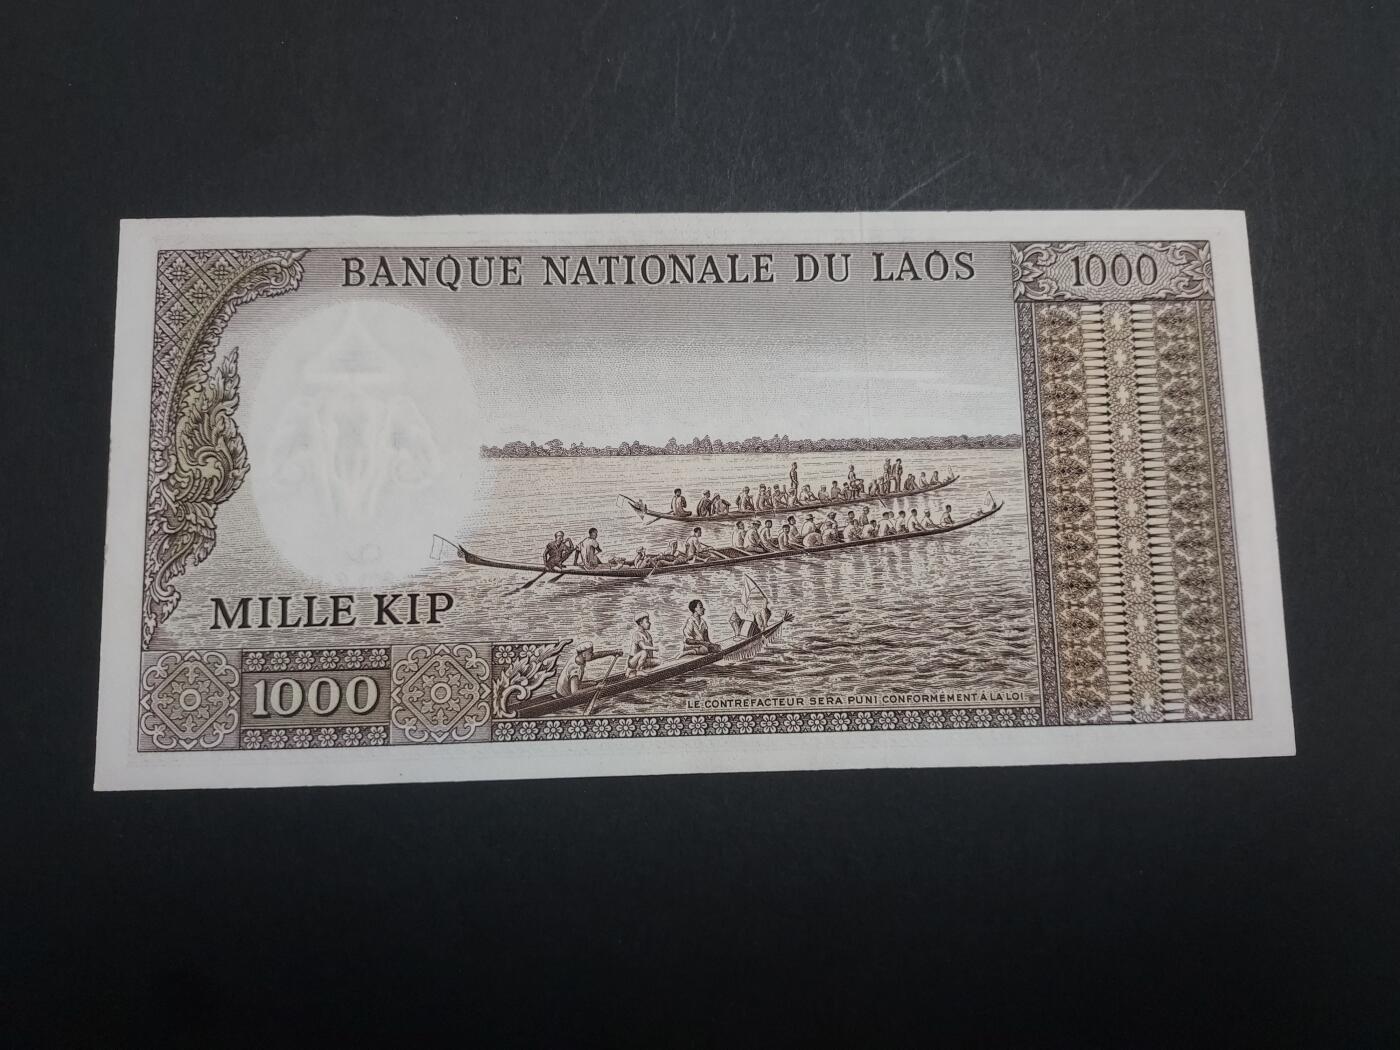 BANQUE NATIONALE DU LAOS
1000
MILLE KIP
1000
LE CONTREFACTEUR SERA PUNI CONFORMÉMENT À LA LOI